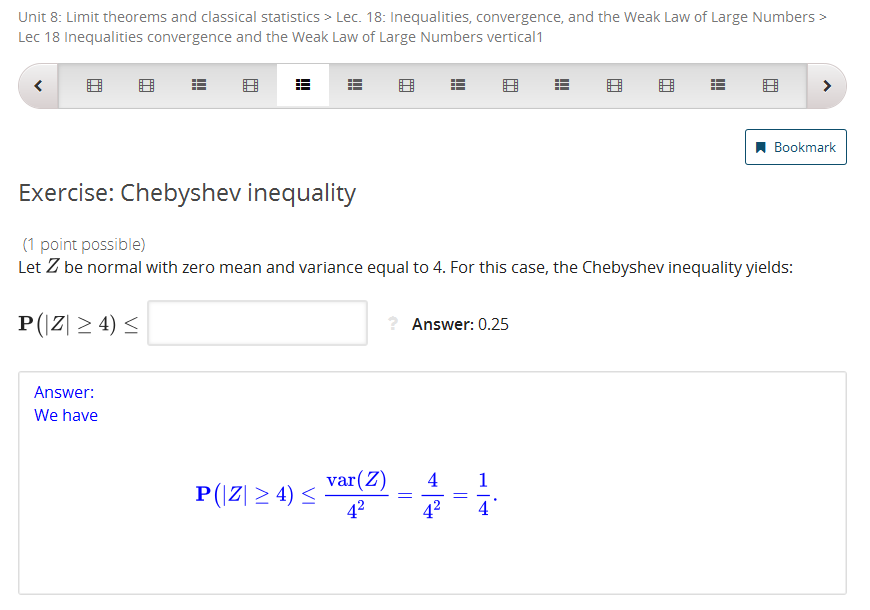 Unit 8: Limit theorems and classical statistics > Lec. 18: Inequalities, convergence, and the Weak Law of Large Numbers >
Lec 18 Inequalities convergence and the Weak Law of Large Numbers vertical1
Bookmark
Exercise: Chebyshev inequality
(1 point possible)
Let Z be normal with zero mean and variance equal to 4. For this case, the Chebyshev inequality yields:
P(|Z| ≥ 4) ≤ ? Answer: 0.25
Answer:
We have
P(|Z| ≥ 4) ≤ var(Z)/4² = 4/4² = 1/4.